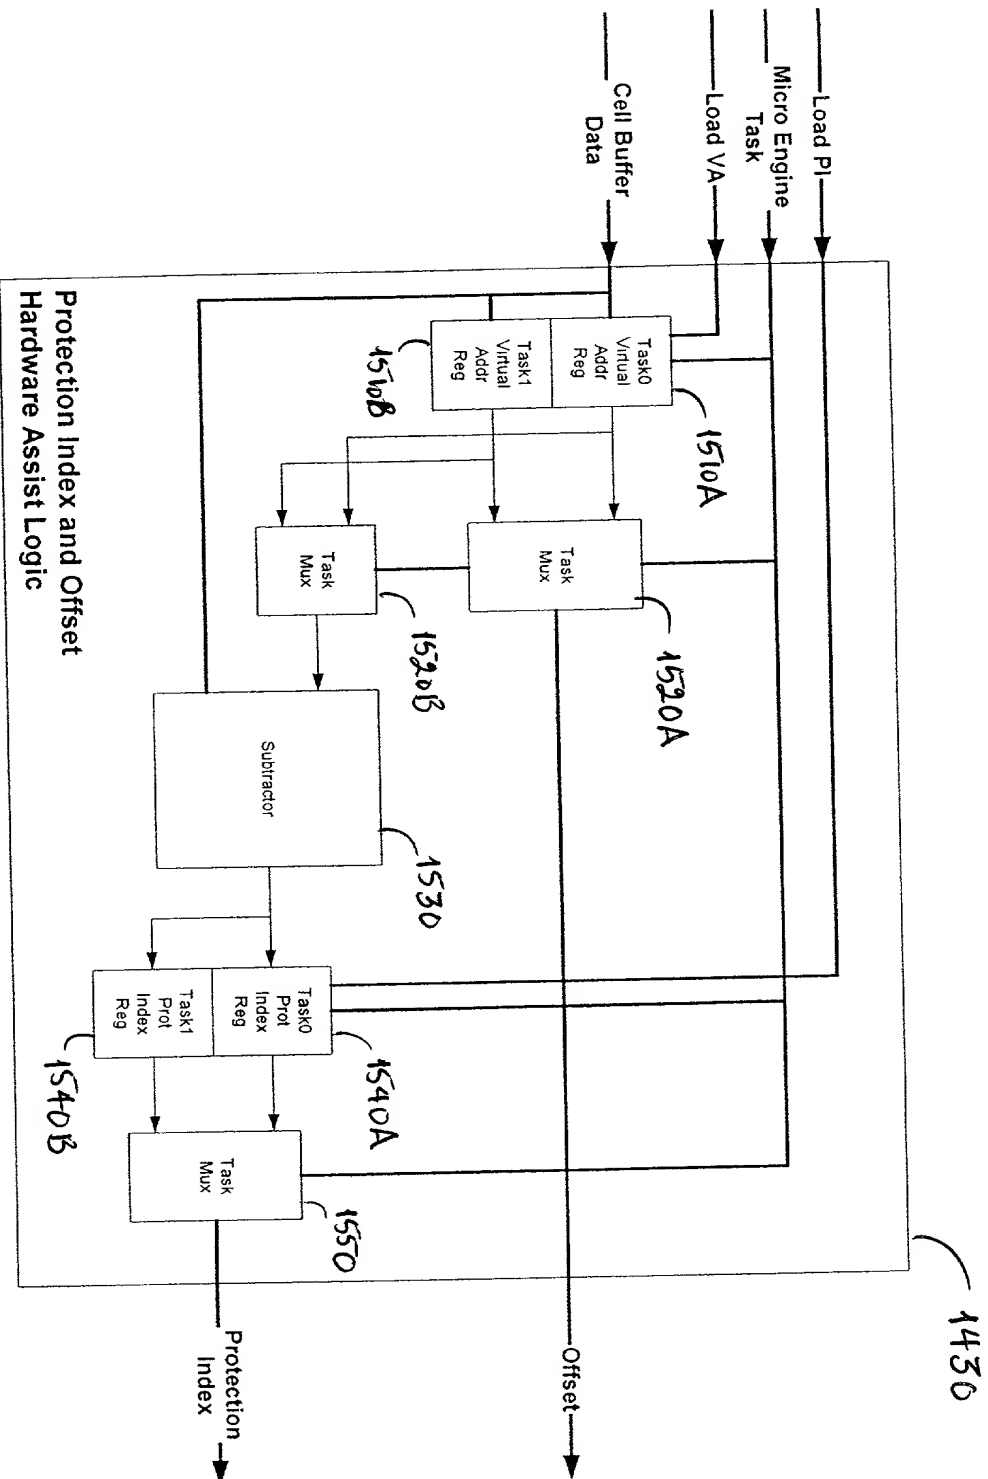 Load PI
Micro Engine
Task
Load VA
Cell Buffer
Data
1430
Task0
Virtual
Addr
Reg
1510A
Task1
Virtual
Addr
Reg
1510B
Task
Mux
1520A
Task
Mux
1520B
Subtractor
1530
Task0
Prot
Index
Reg
1540A
Task1
Prot
Index
Reg
1540B
Task
Mux
1550
Offset
Protection
Index
Protection Index and Offset
Hardware Assist Logic